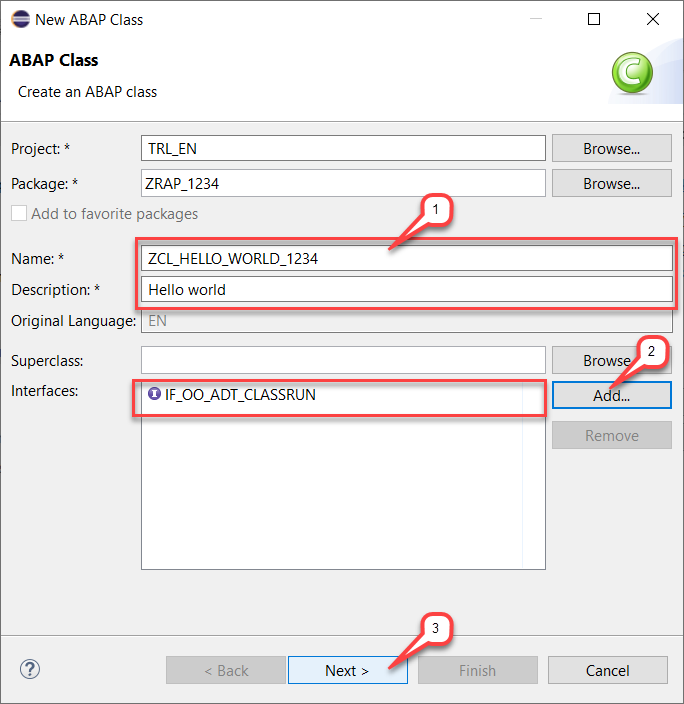 New ABAP Class
ABAP Class
Create an ABAP class
C
Project: * TRL_EN Browse...
Package: * ZRAP_1234 Browse...
Add to favorite packages
1
Name: * ZCL_HELLO_WORLD_1234
Description: * Hello world
Original Language: EN
2
Superclass: Browse
Interfaces: I IF_OO_ADT_CLASSRUN Add...
Remove
3
? < Back Next > Finish Cancel